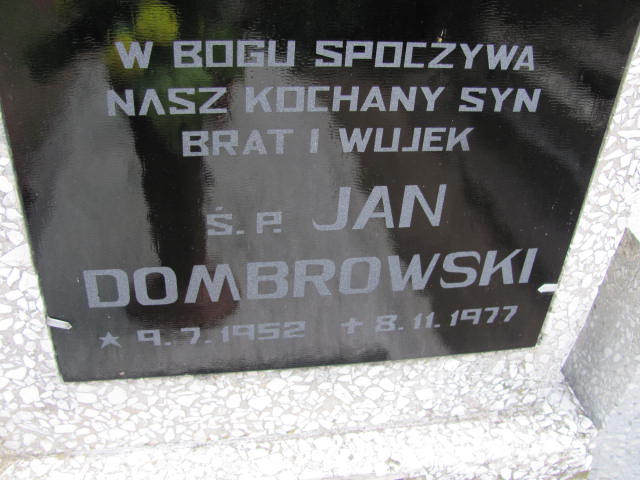 W BOGU SPOCZYWA
NASZ KOCHANY SYN
BRAT I WUJEK
Ś.P. JAN
DOMBROWSKI
★ 9.7.1952 + 8.11.1977